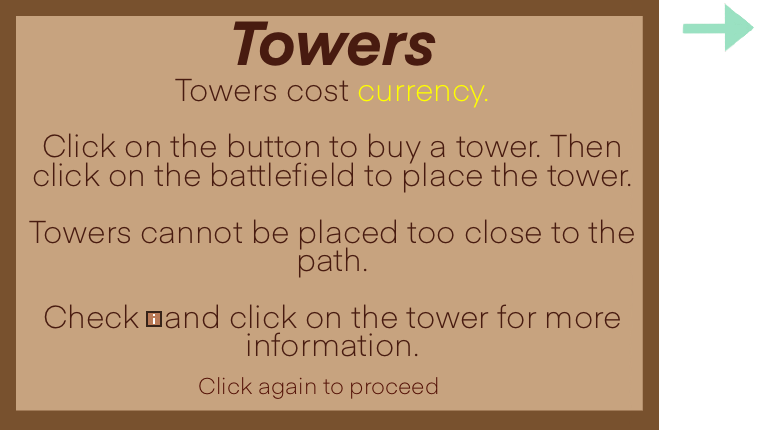 Towers
Towers cost currency.
Click on the button to buy a tower. Then
click on the battlefield to place the tower.
Towers cannot be placed too close to the
path.
Check i and click on the tower for more
information.
Click again to proceed